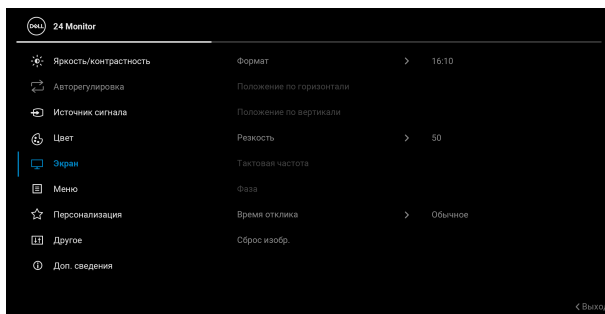 DELL 24 Monitor
Яркость/контрастность Формат 16:10
Авторегулировка Положение по горизонтали
Источник сигнала Положение по вертикали
Цвет Резкость 50
Экран Тактовая частота
Меню Фаза
Персонализация Время отклика Обычное
Другое Сброс изобр.
Доп. сведения
Выход